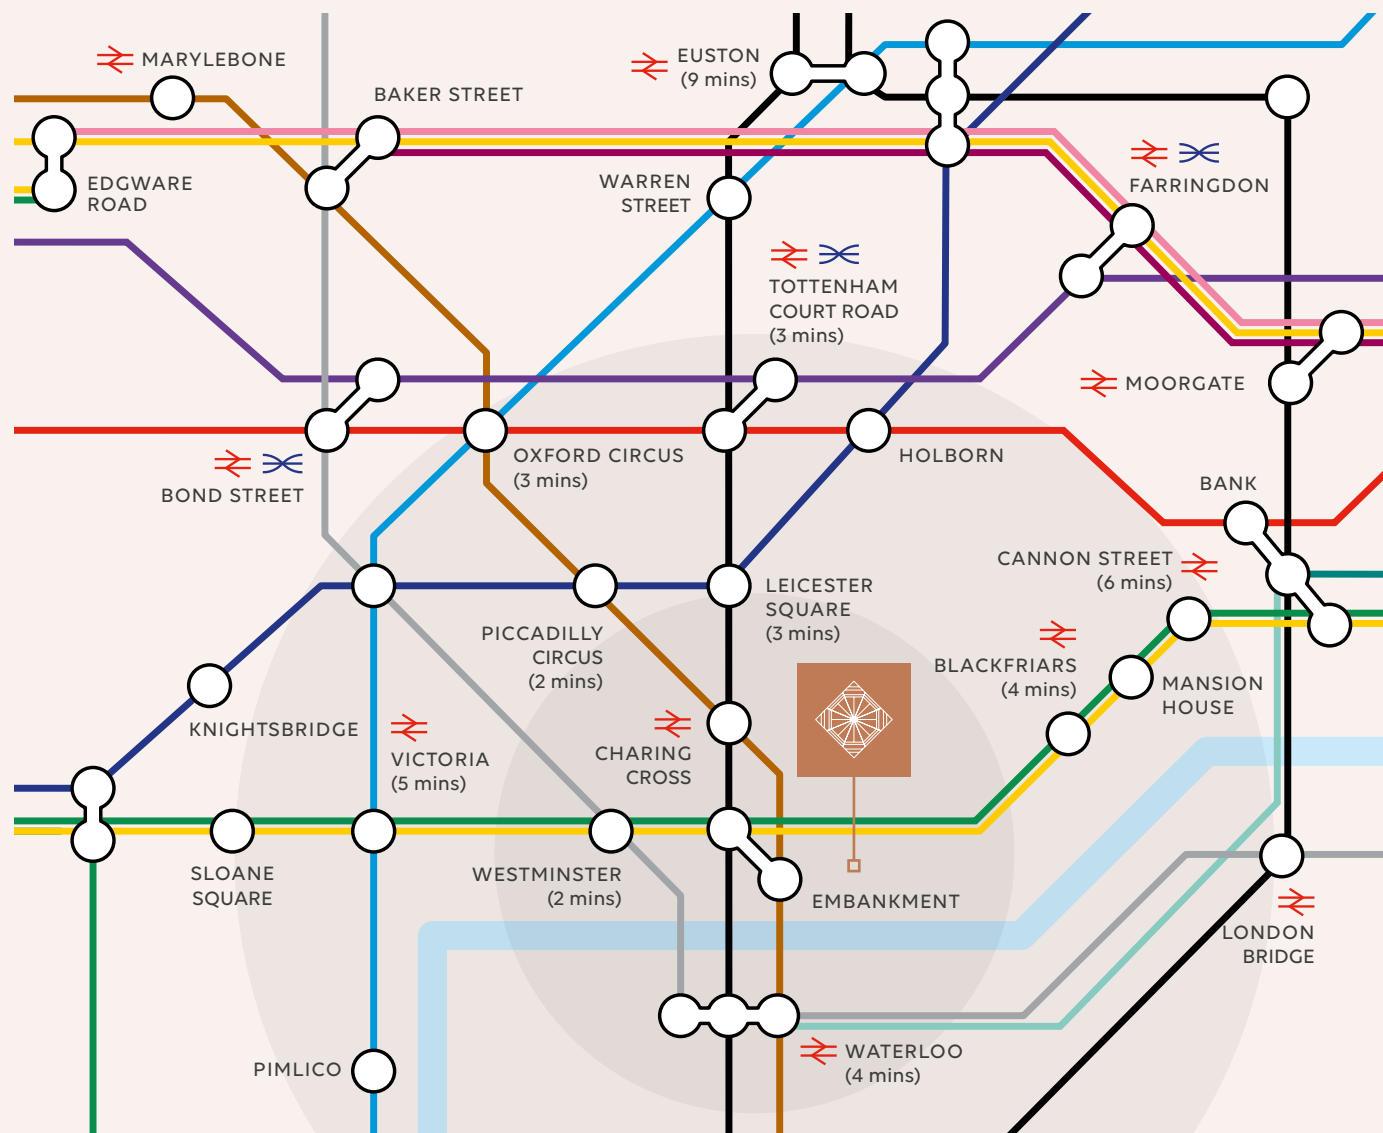 MARYLEBONE
EUSTON
(9 mins)
BAKER STREET
EDGWARE
ROAD
WARREN
STREET
FARRINGDON
TOTTENHAM
COURT ROAD
(3 mins)
MOORGATE
BOND STREET
OXFORD CIRCUS
(3 mins)
HOLBORN
BANK
CANNON STREET
(6 mins)
LEICESTER
SQUARE
(3 mins)
PICCADILLY
CIRCUS
(2 mins)
BLACKFRIARS
(4 mins)
MANSION
HOUSE
KNIGHTSBRIDGE
VICTORIA
(5 mins)
CHARING
CROSS
SLOANE
SQUARE
WESTMINSTER
(2 mins)
EMBANKMENT
LONDON
BRIDGE
WATERLOO
(4 mins)
PIMLICO